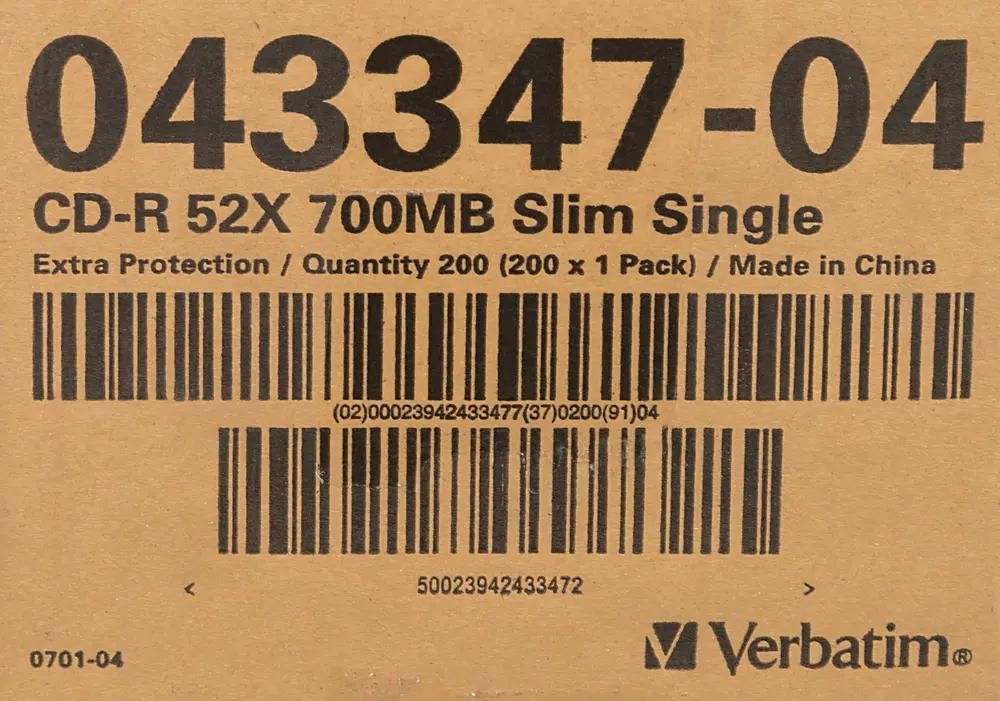 043347-04
CD-R 52X 700MB Slim Single
Extra Protection / Quantity 200 (200 x 1 Pack) / Made in China
(02)00023942433477(37)0200(91)04
< 50023942433472 >
0701-04
Verbatim®